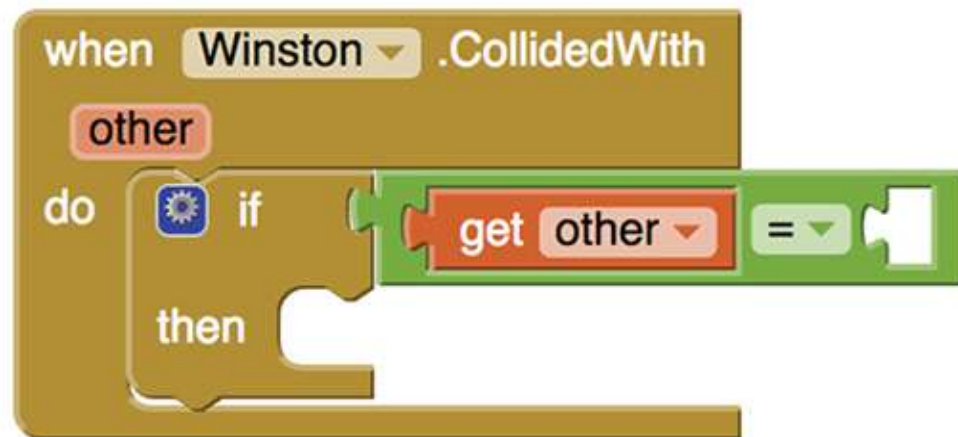 when Winston .CollidedWith
other
do if get other =
then